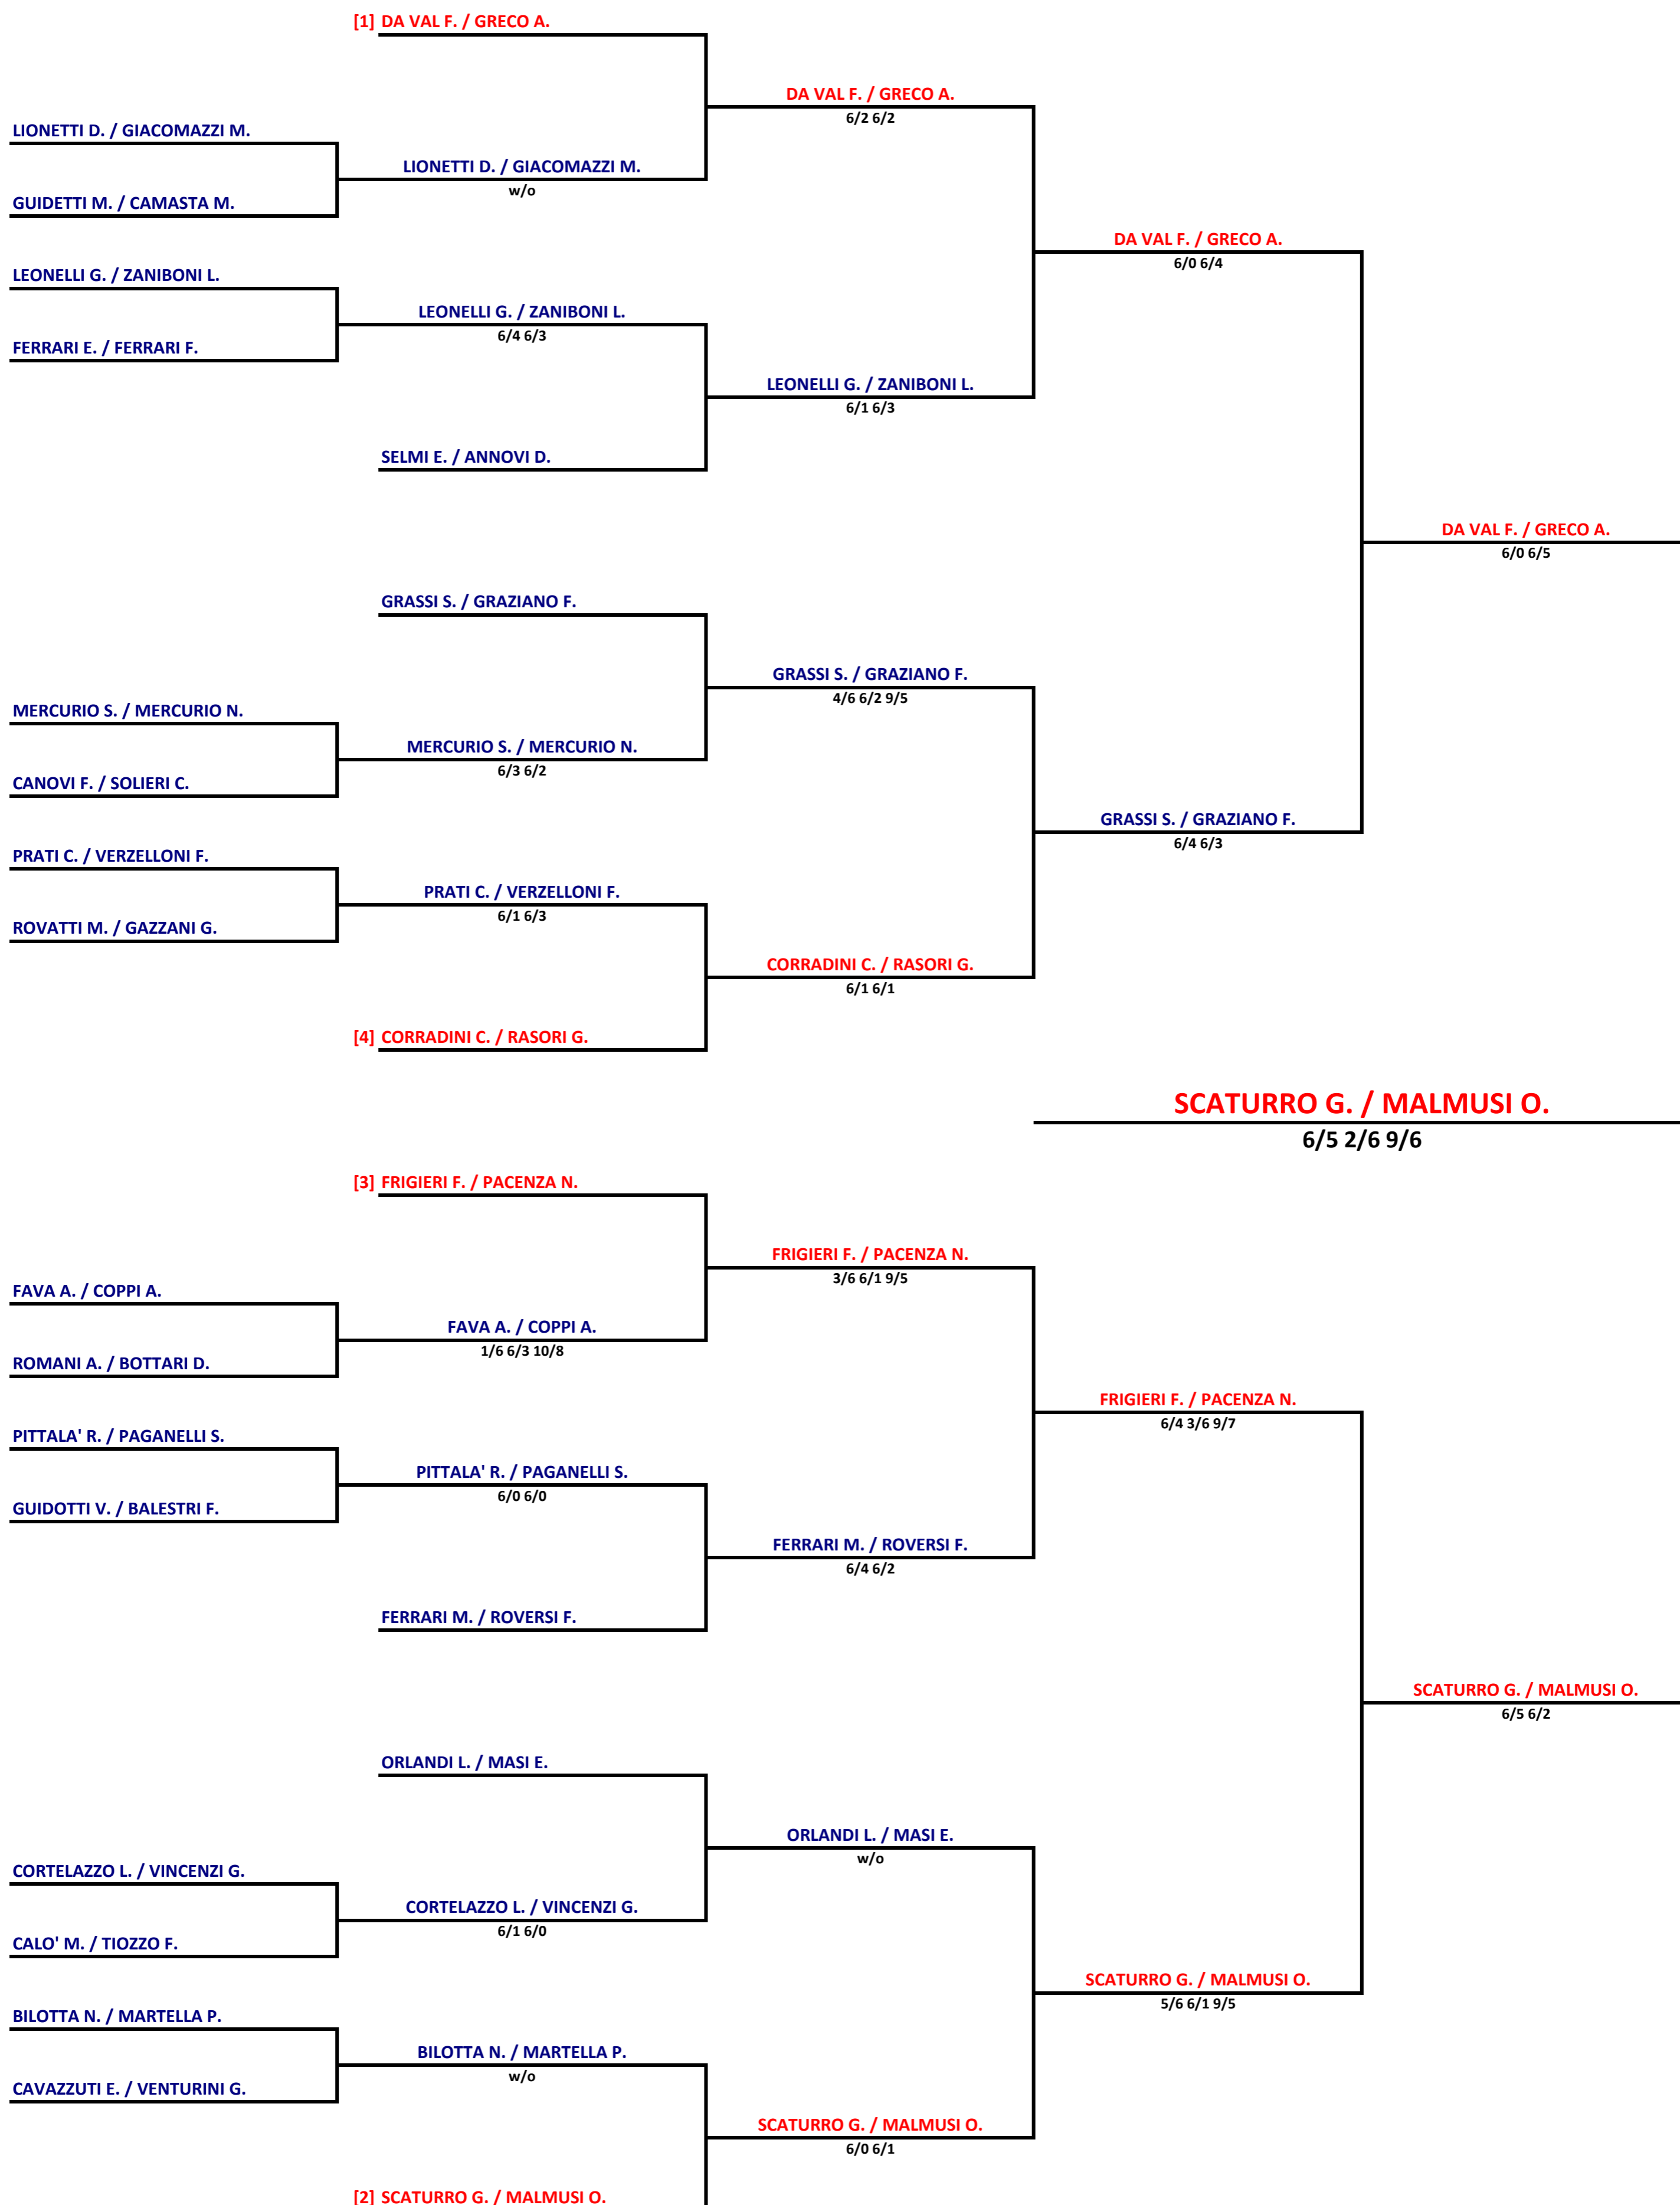 [1] DA VAL F. / GRECO A.
DA VAL F. / GRECO A.
6/2 6/2
LIONETTI D. / GIACOMAZZI M.
LIONETTI D. / GIACOMAZZI M.
w/o
GUIDETTI M. / CAMASTA M.
DA VAL F. / GRECO A.
6/0 6/4
LEONELLI G. / ZANIBONI L.
LEONELLI G. / ZANIBONI L.
6/4 6/3
FERRARI E. / FERRARI F.
LEONELLI G. / ZANIBONI L.
6/1 6/3
SELMI E. / ANNOVI D.
DA VAL F. / GRECO A.
6/0 6/5
GRASSI S. / GRAZIANO F.
GRASSI S. / GRAZIANO F.
4/6 6/2 9/5
MERCURIO S. / MERCURIO N.
MERCURIO S. / MERCURIO N.
6/3 6/2
CANOVI F. / SOLIERI C.
GRASSI S. / GRAZIANO F.
6/4 6/3
PRATI C. / VERZELLONI F.
PRATI C. / VERZELLONI F.
6/1 6/3
ROVATTI M. / GAZZANI G.
CORRADINI C. / RASORI G.
6/1 6/1
[4] CORRADINI C. / RASORI G.
SCATURRO G. / MALMUSI O.
6/5 2/6 9/6
[3] FRIGIERI F. / PACENZA N.
FRIGIERI F. / PACENZA N.
3/6 6/1 9/5
FAVA A. / COPPI A.
FAVA A. / COPPI A.
1/6 6/3 10/8
ROMANI A. / BOTTARI D.
FRIGIERI F. / PACENZA N.
6/4 3/6 9/7
PITTALA' R. / PAGANELLI S.
PITTALA' R. / PAGANELLI S.
6/0 6/0
GUIDOTTI V. / BALESTRI F.
FERRARI M. / ROVERSI F.
6/4 6/2
FERRARI M. / ROVERSI F.
SCATURRO G. / MALMUSI O.
6/5 6/2
ORLANDI L. / MASI E.
ORLANDI L. / MASI E.
w/o
CORTELAZZO L. / VINCENZI G.
CORTELAZZO L. / VINCENZI G.
6/1 6/0
CALO' M. / TIOZZO F.
SCATURRO G. / MALMUSI O.
5/6 6/1 9/5
BILOTTA N. / MARTELLA P.
BILOTTA N. / MARTELLA P.
w/o
CAVAZZUTI E. / VENTURINI G.
SCATURRO G. / MALMUSI O.
6/0 6/1
[2] SCATURRO G. / MALMUSI O.